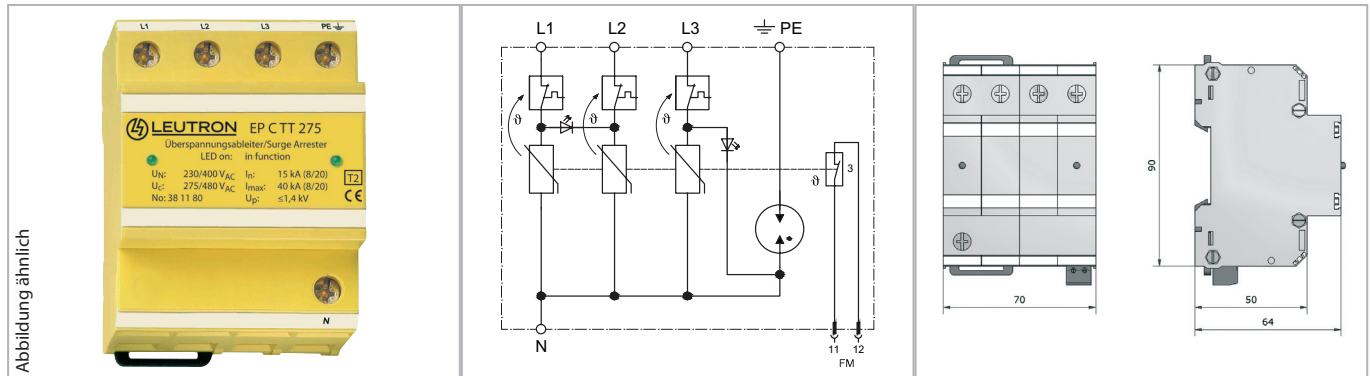 Abbildung ähnlich
L1 L2 L3 PE
LEUTRON EP C TT 275
Überspannungsableiter/Surge Arrester
LED on: in function
UN: 230/400 VAC In: 15 kA (8/20)
UC: 275/480 VAC Imax: 40 kA (8/20)
No: 38 11 80 Up: ≤1,4 kV
T2
CE
N
L1 L2 L3 PE
ϑ ϑ ϑ
ϑ 3
N
11 12
FM
90
70
50
64